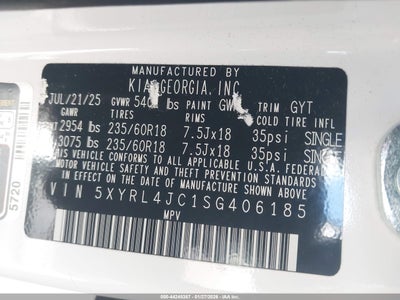 MANUFACTURED BY
KIA GEORGIA, INC
JUL/21/25 GVWR lbs PAINT TRIM GYT
GAWR TIRES RIMS COLD TIRE INFL
2954 lbs 235/60R18 7.5Jx18 35psi SINGLE
3075 lbs 235/60R18 7.5Jx18 35psi SINGLE
THIS VEHICLE CONFORMS TO ALL APPLICABLE U.S.A. FEDERAL
MOTOR VEHICLE SAFETY AND THEFT PREVENTION STANDARDS
IN EFFECT ON THE DATE OF MANUFACTURE SHOWN ABOVE.
VIN 5XYRL4JC1SG406185
MPV
5720